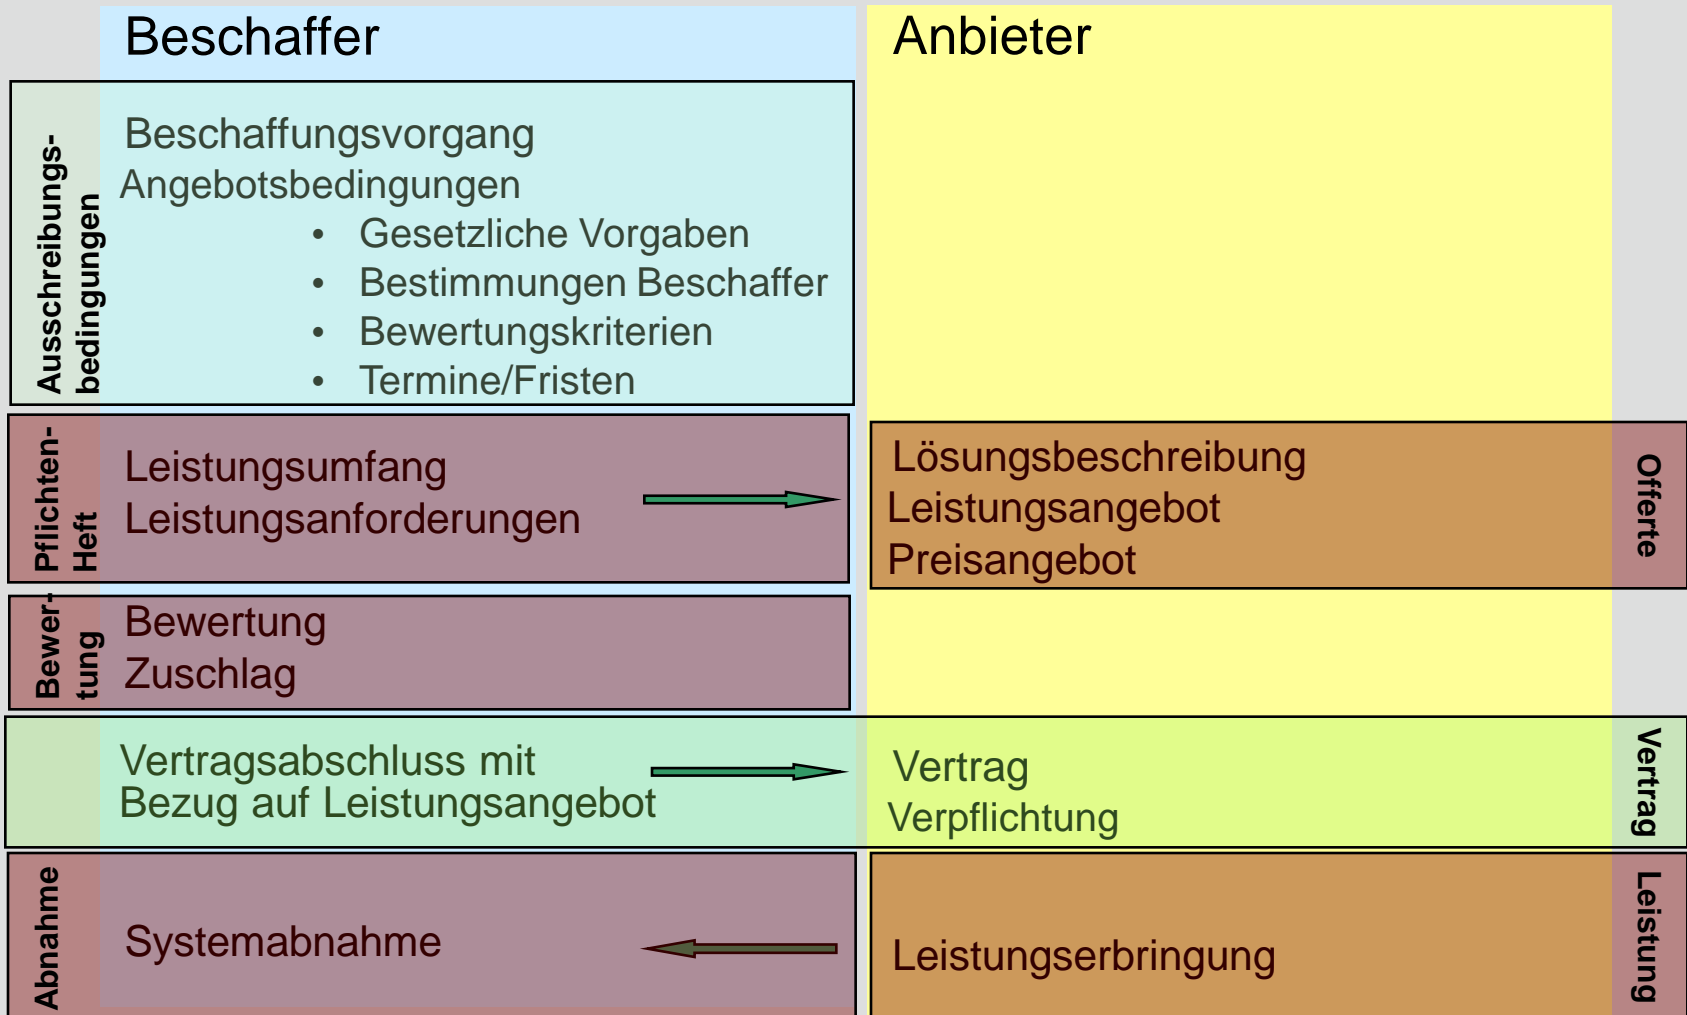 Beschaffer
Anbieter
Ausschreibungs-
bedingungen
Beschaffungsvorgang
Angebotsbedingungen
• Gesetzliche Vorgaben
• Bestimmungen Beschaffer
• Bewertungskriterien
• Termine/Fristen
Pflichten-
Heft
Leistungsumfang
Leistungsanforderungen
Lösungsbeschreibung
Leistungsangebot
Preisangebot
Offerte
Bewer-
tung
Bewertung
Zuschlag
Vertragsabschluss mit
Bezug auf Leistungsangebot
Vertrag
Verpflichtung
Vertrag
Abnahme
Systemabnahme
Leistungserbringung
Leistung